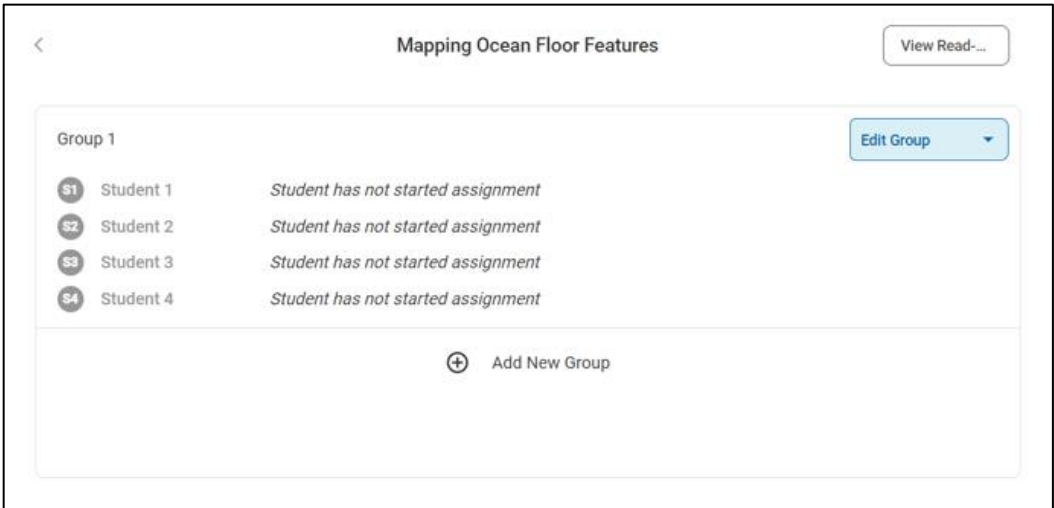 Mapping Ocean Floor Features
View Read-...
Group 1
Edit Group
S1 Student 1 Student has not started assignment
S2 Student 2 Student has not started assignment
S3 Student 3 Student has not started assignment
S4 Student 4 Student has not started assignment
Add New Group